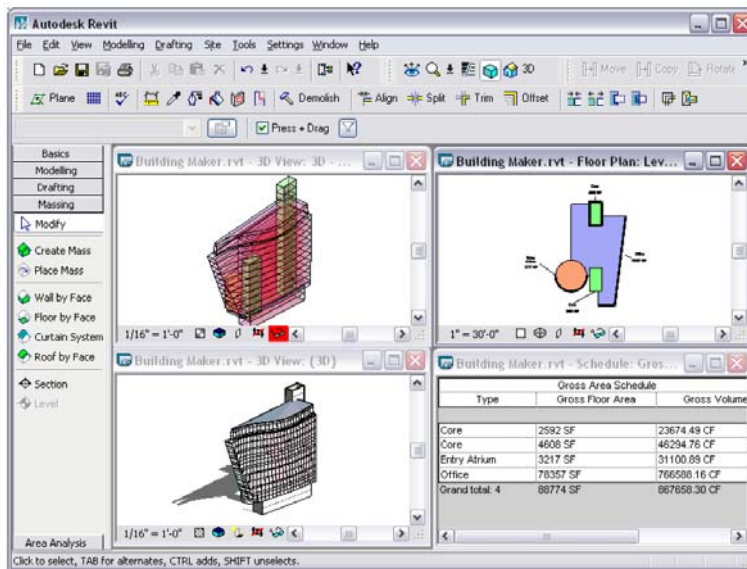 Autodesk Revit
File Edit View Modelling Drafting Site Tools Settings Window Help
3D Move Copy Rotate
Plane Demolish Align Split Trim Offset
Press + Drag
Basics
Modelling
Drafting
Massing
Modify
Create Mass
Place Mass
Wall by Face
Floor by Face
Curtain System
Roof by Face
Section
Level
Area Analysis
Building Maker.rvt - 3D View: 3D - ...
1/16" = 1'-0"
Building Maker.rvt - Floor Plan: Lev...
1" = 30'-0"
Building Maker.rvt - 3D View: {3D}
1/16" = 1'-0"
Building Maker.rvt - Schedule: Gros...
Gross Area Schedule
Type Gross Floor Area Gross Volume
Core 2592 SF 23674.49 CF
Core 4608 SF 46294.76 CF
Entry Atrium 3217 SF 31100.89 CF
Office 78357 SF 766588.16 CF
Grand total: 4 88774 SF 867658.30 CF
Click to select, TAB for alternates, CTRL adds, SHIFT unselects.